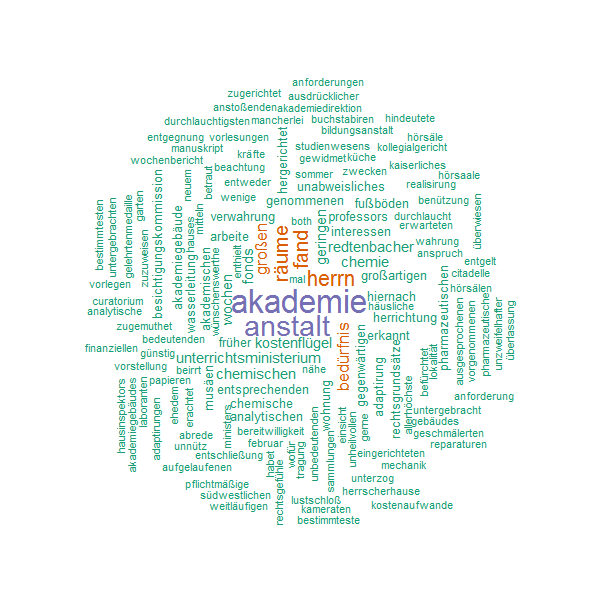 anforderungen
zugerichtet
ausdrücklicher
anstoßenden
akademiedirektion
durchlauchtigsten
mancherlei
buchstabiren
hindeutete
bildungsanstalt
entgegnung
vorlesungen
hörsäle
manuskript
studienwesens
kollegialgericht
kräfte
hergerichtet
wochenbericht
gewidmet
küche
beachtung
kaiserliches
hörsaale
neuem
betraut
entweder
sommer
zwecken
realisirung
unabweisliches
garten
wenige
genommenen
fußböden
benützung
besichtigungskommission
mitteln
verwahrung
both
professors
durchlaucht
überwiesen
bestimmtesten
untergebrachten
gelehrtenmedaille
zuzuweisen
akademiegebäude
hauses
wasserleitung
akademischen
wünschenswerthe
arbeite
großen
räume
fand
geringen
interessen
erwarteten
redtenbacher
wahrung
enthielt
fonds
chemie
anspruch
entgelt
vorlegen
wochen
mal
herrn
großartigen
citadelle
hörsälen
curatorium
analytische
akademie
hiernach
häusliche
pharmazeutischen
zugemuthet
anstalt
herrichtung
ausgesprochenen
vorgenommenen
pharmazeutische
unzweifelhafter
überlassung
finanziellen
bedeutenden
früher
kostenflügel
bedürfnis
erkannt
günstig
unterrichtsministerium
gegenwärtigen
adaptirung
rechtsgrundsätze
befürchtet
lokalität
vorstellung
beirrt
musäen
chemischen
nähe
allerhöchste
anforderung
papieren
entsprechenden
wohnung
hausinspektors
akademiegebäudes
laboranten
adaptirungen
ehedem
erachtet
ministers
chemische
analytischen
unbedeutenden
einsicht
unheilvollen
gerne
untergebracht
gebäudes
geschmälerten
reparaturen
abrede
unnütz
bereitwilligkeit
februar
entschließung
habet
wofür
tragung
sammlungen
eingerichteten
mechanik
aufgelaufenen
rechtsgefühle
unterzog
pflichtmäßige
südwestlichen
lustschloß
herrscherhause
weitläufigen
kameraten
kostenaufwande
bestimmteste